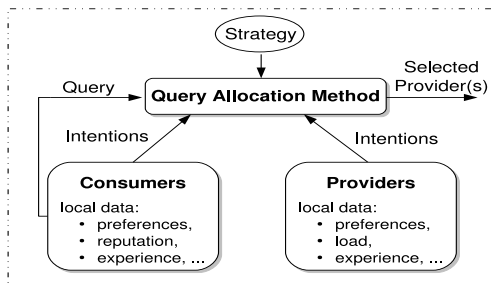 Strategy
Query
Query Allocation Method
Selected
Provider(s)
Intentions
Intentions
Consumers
local data:
• preferences,
• reputation,
• experience, ...
Providers
local data:
• preferences,
• load,
• experience, ...